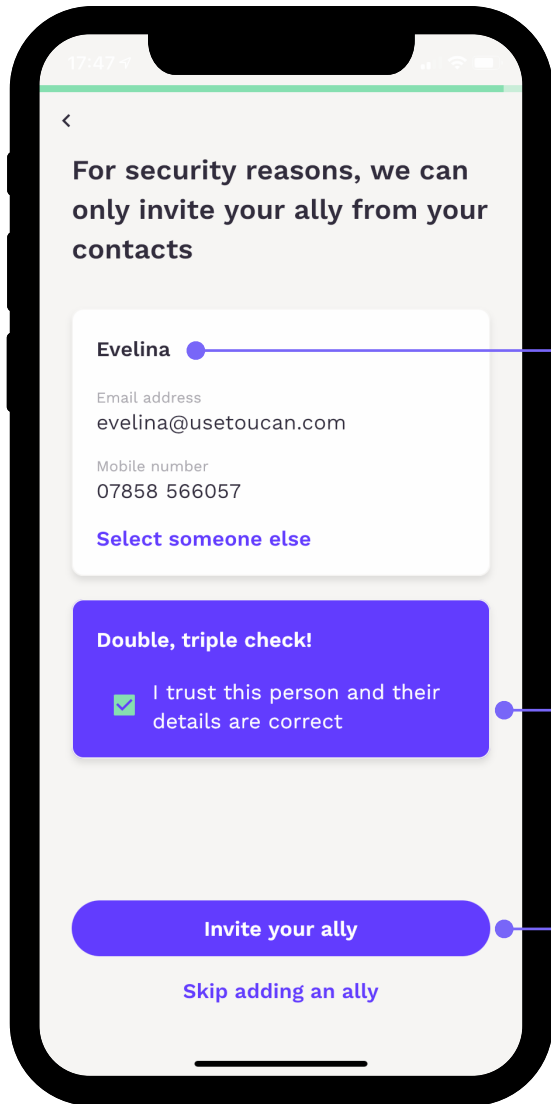 17:47
For security reasons, we can
only invite your ally from your
contacts
Evelina
Email address
evelina@usetoucan.com
Mobile number
07858 566057
Select someone else
Double, triple check!
I trust this person and their
details are correct
Invite your ally
Skip adding an ally